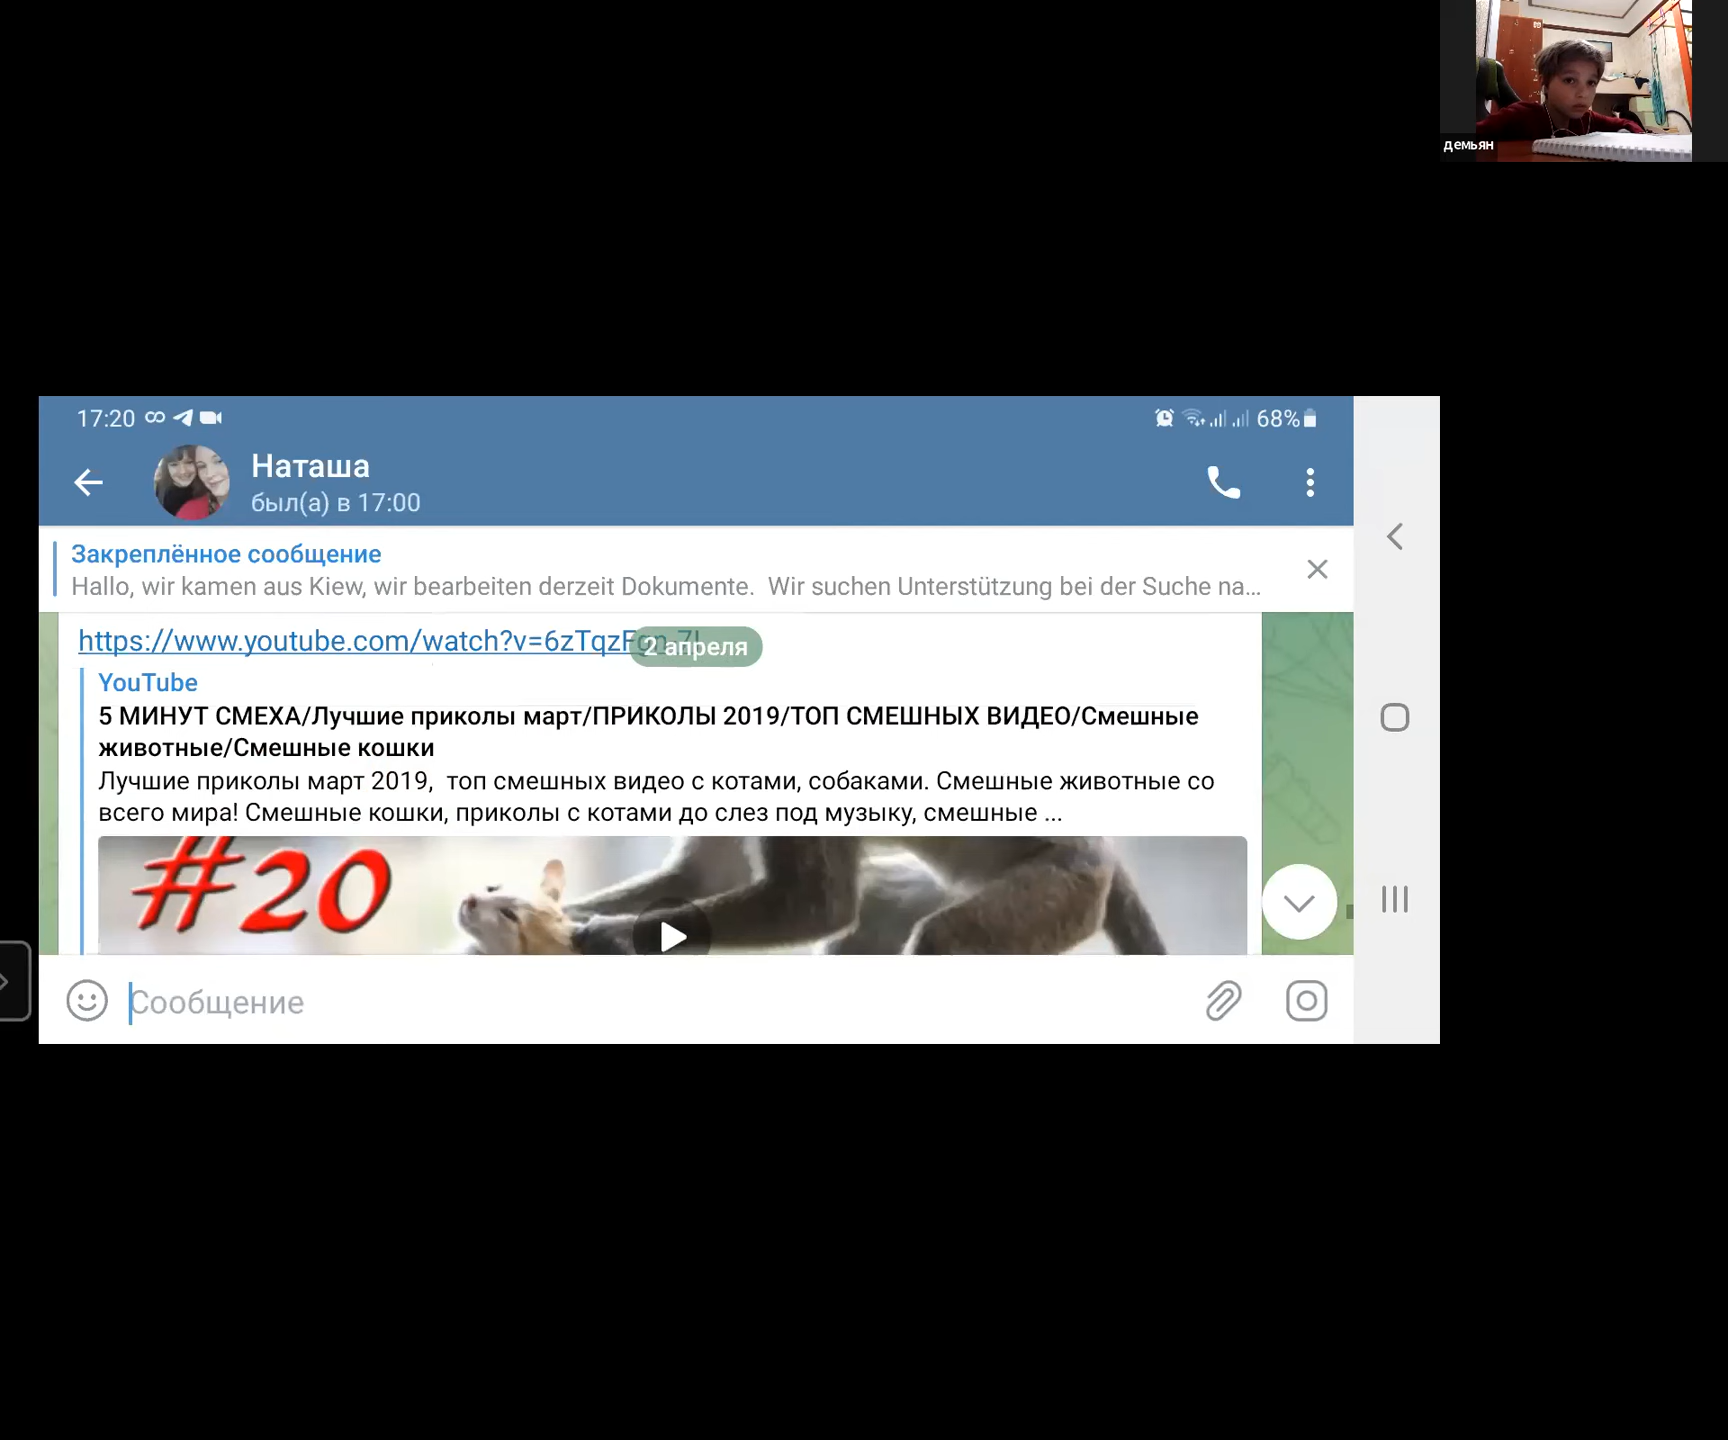 демьян
17:20
68%
Наташа
был(а) в 17:00
Закреплённое сообщение
Hallo, wir kamen aus Kiew, wir bearbeiten derzeit Dokumente. Wir suchen Unterstützung bei der Suche na...
https://www.youtube.com/watch?v=6zTqzF
2 апреля
YouTube
5 МИНУТ СМЕХА/Лучшие приколы март/ПРИКОЛЫ 2019/ТОП СМЕШНЫХ ВИДЕО/Смешные
животные/Смешные кошки
Лучшие приколы март 2019, топ смешных видео с котами, собаками. Смешные животные со
всего мира! Смешные кошки, приколы с котами до слез под музыку, смешные ...
#20
Сообщение